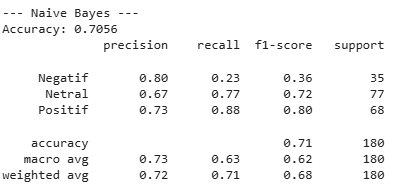 --- Naive Bayes ---
Accuracy: 0.7056
precision recall f1-score support
Negatif 0.80 0.23 0.36 35
Netral 0.67 0.77 0.72 77
Positif 0.73 0.88 0.80 68
accuracy 0.71 180
macro avg 0.73 0.63 0.62 180
weighted avg 0.72 0.71 0.68 180